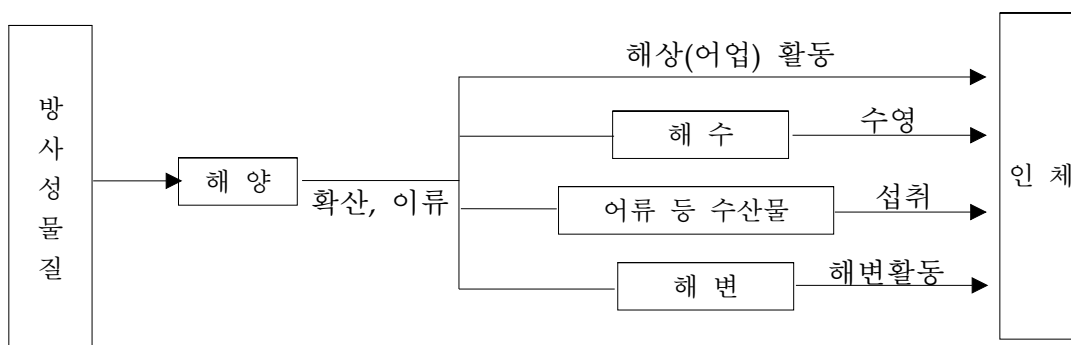 방사성물질
해 양
확산, 이류
해상(어업) 활동
해 수
수영
어류 등 수산물
섭취
해 변
해변활동
인 체